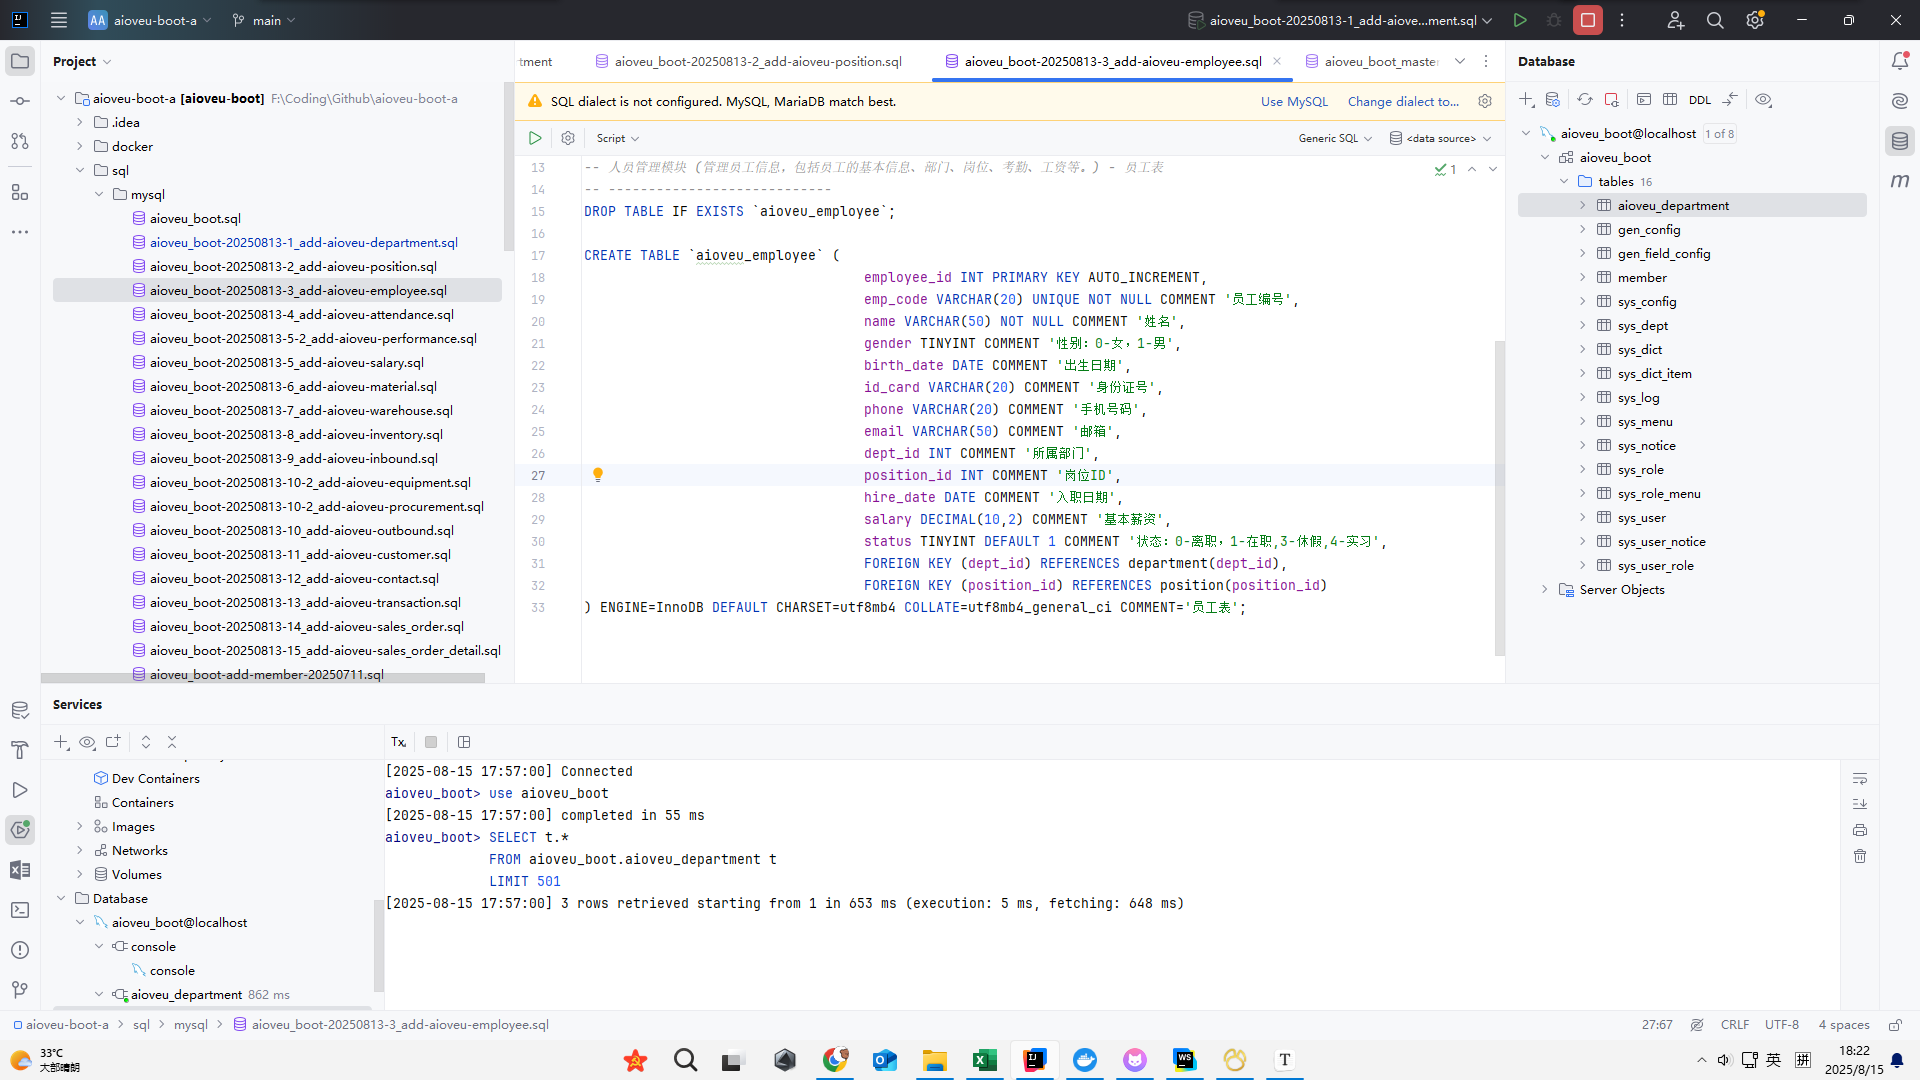 AA aioveu-boot-a
main
aioveu_boot-20250813-1_add-aiove...ment.sql
Project
aioveu-boot-a [aioveu-boot] F:\Coding\Github\aioveu-boot-a
.idea
docker
sql
mysql
aioveu_boot.sql
aioveu_boot-20250813-1_add-aioveu-department.sql
aioveu_boot-20250813-2_add-aioveu-position.sql
aioveu_boot-20250813-3_add-aioveu-employee.sql
aioveu_boot-20250813-4_add-aioveu-attendance.sql
aioveu_boot-20250813-5-2_add-aioveu-performance.sql
aioveu_boot-20250813-5_add-aioveu-salary.sql
aioveu_boot-20250813-6_add-aioveu-material.sql
aioveu_boot-20250813-7_add-aioveu-warehouse.sql
aioveu_boot-20250813-8_add-aioveu-inventory.sql
aioveu_boot-20250813-9_add-aioveu-inbound.sql
aioveu_boot-20250813-10-2_add-aioveu-equipment.sql
aioveu_boot-20250813-10-2_add-aioveu-procurement.sql
aioveu_boot-20250813-10_add-aioveu-outbound.sql
aioveu_boot-20250813-11_add-aioveu-customer.sql
aioveu_boot-20250813-12_add-aioveu-contact.sql
aioveu_boot-20250813-13_add-aioveu-transaction.sql
aioveu_boot-20250813-14_add-aioveu-sales_order.sql
aioveu_boot-20250813-15_add-aioveu-sales_order_detail.sql
aioveu_boot-add-member-20250711.sql
tment aioveu_boot-20250813-2_add-aioveu-position.sql aioveu_boot-20250813-3_add-aioveu-employee.sql aioveu_boot_master
SQL dialect is not configured. MySQL, MariaDB match best. Use MySQL Change dialect to...
Script Generic SQL <data source>
1
13 -- 人员管理模块 (管理员工信息，包括员工的基本信息、部门、岗位、考勤、工资等。) - 员工表
14 -- ----------------------------
15 DROP TABLE IF EXISTS `aioveu_employee`;
16
17 CREATE TABLE `aioveu_employee` (
18 employee_id INT PRIMARY KEY AUTO_INCREMENT,
19 emp_code VARCHAR(20) UNIQUE NOT NULL COMMENT '员工编号',
20 name VARCHAR(50) NOT NULL COMMENT '姓名',
21 gender TINYINT COMMENT '性别：0-女，1-男',
22 birth_date DATE COMMENT '出生日期',
23 id_card VARCHAR(20) COMMENT '身份证号',
24 phone VARCHAR(20) COMMENT '手机号码',
25 email VARCHAR(50) COMMENT '邮箱',
26 dept_id INT COMMENT '所属部门',
27 position_id INT COMMENT '岗位ID',
28 hire_date DATE COMMENT '入职日期',
29 salary DECIMAL(10,2) COMMENT '基本薪资',
30 status TINYINT DEFAULT 1 COMMENT '状态：0-离职，1-在职,3-休假,4-实习',
31 FOREIGN KEY (dept_id) REFERENCES department(dept_id),
32 FOREIGN KEY (position_id) REFERENCES position(position_id)
33 ) ENGINE=InnoDB DEFAULT CHARSET=utf8mb4 COLLATE=utf8mb4_general_ci COMMENT='员工表';
Database
DDL
aioveu_boot@localhost 1 of 8
aioveu_boot
tables 16
aioveu_department
gen_config
gen_field_config
member
sys_config
sys_dept
sys_dict
sys_dict_item
sys_log
sys_menu
sys_notice
sys_role
sys_role_menu
sys_user
sys_user_notice
sys_user_role
Server Objects
m
Services
Tx
Dev Containers
Containers
Images
Networks
Volumes
Database
aioveu_boot@localhost
console
console
aioveu_department 862 ms
[2025-08-15 17:57:00] Connected
aioveu_boot> use aioveu_boot
[2025-08-15 17:57:00] completed in 55 ms
aioveu_boot> SELECT t.*
FROM aioveu_boot.aioveu_department t
LIMIT 501
[2025-08-15 17:57:00] 3 rows retrieved starting from 1 in 653 ms (execution: 5 ms, fetching: 648 ms)
aioveu-boot-a > sql > mysql > aioveu_boot-20250813-3_add-aioveu-employee.sql
27:67 CRLF UTF-8 4 spaces
33°C
大部晴朗
英 拼
18:22
2025/8/15